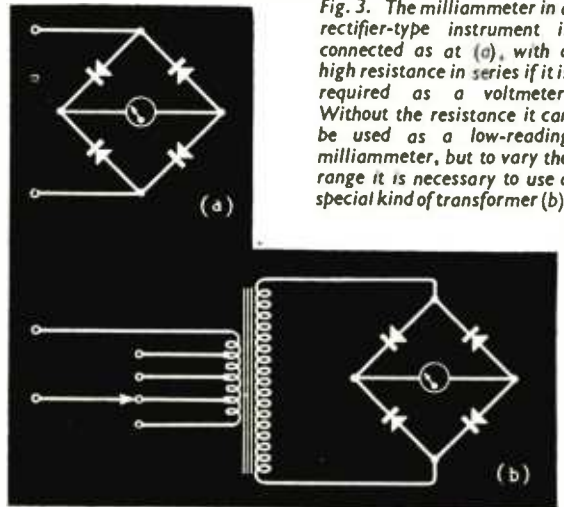 Fig. 3. The milliammeter in a
rectifier-type instrument i
connected as at (a), with a
high resistance in series if it is
required as a voltmeter
Without the resistance it can
be used as a low-reading
milliammeter, but to vary the
range it is necessary to use a
special kind of transformer (b)
(a)
(b)